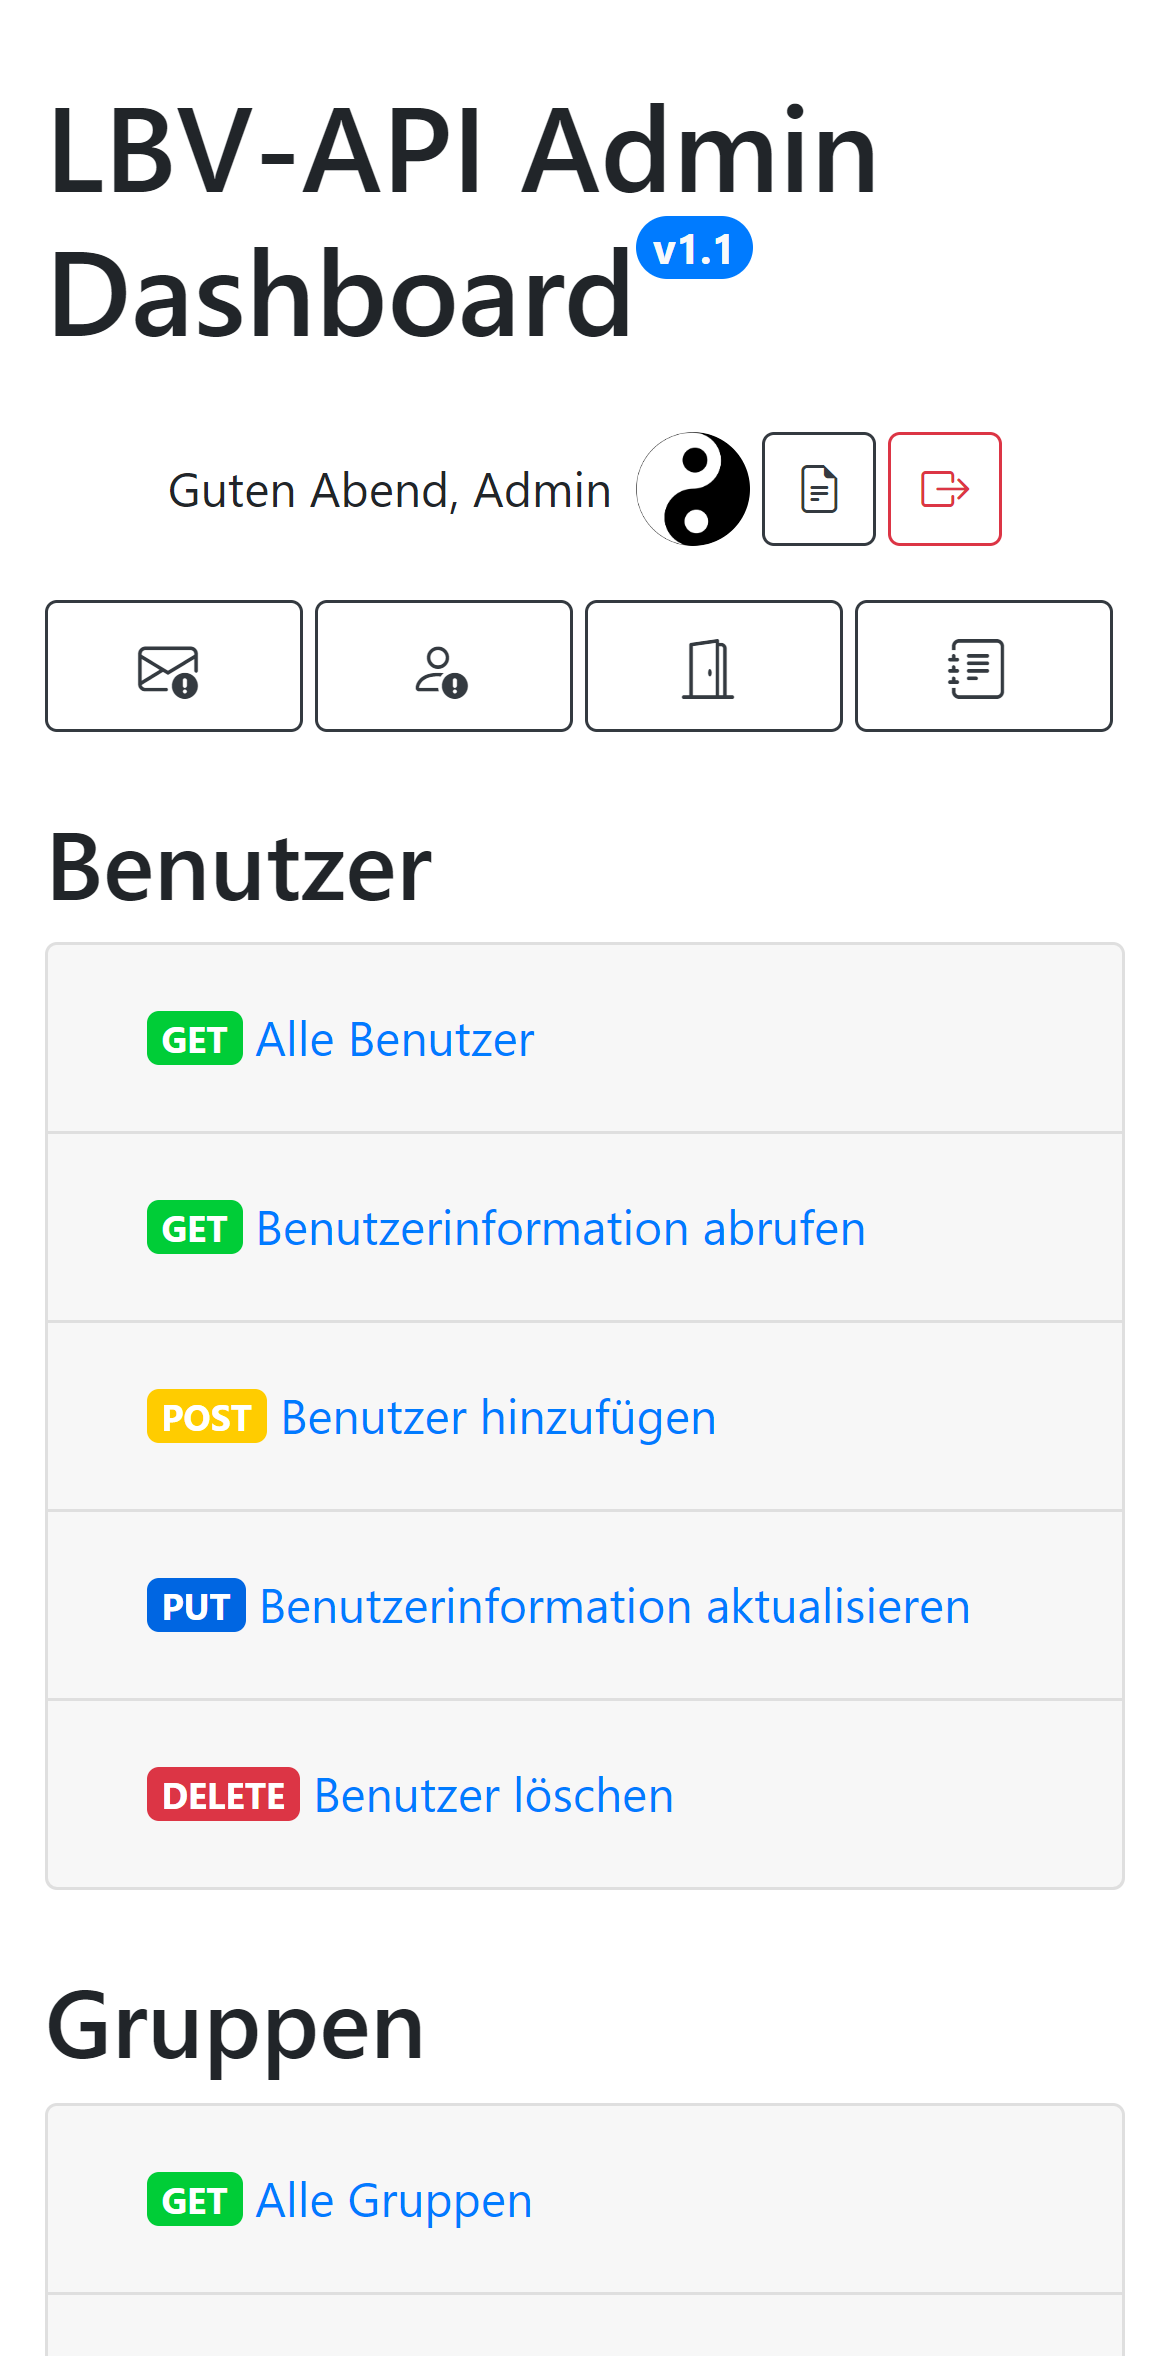 LBV-API Admin
Dashboard v1.1
Guten Abend, Admin
Benutzer
GET Alle Benutzer
GET Benutzerinformation abrufen
POST Benutzer hinzufügen
PUT Benutzerinformation aktualisieren
DELETE Benutzer löschen
Gruppen
GET Alle Gruppen